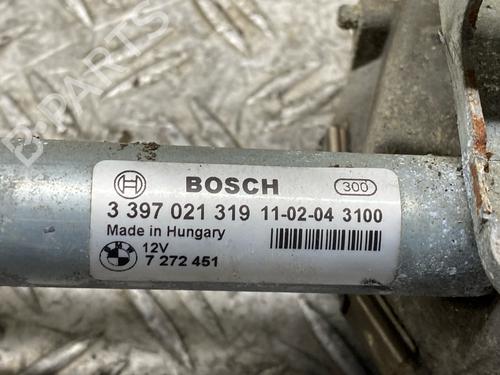 BOSCH 300
3 397 021 319 11-02-04 3100
Made in Hungary
12V
7 272 451
B-PARTS